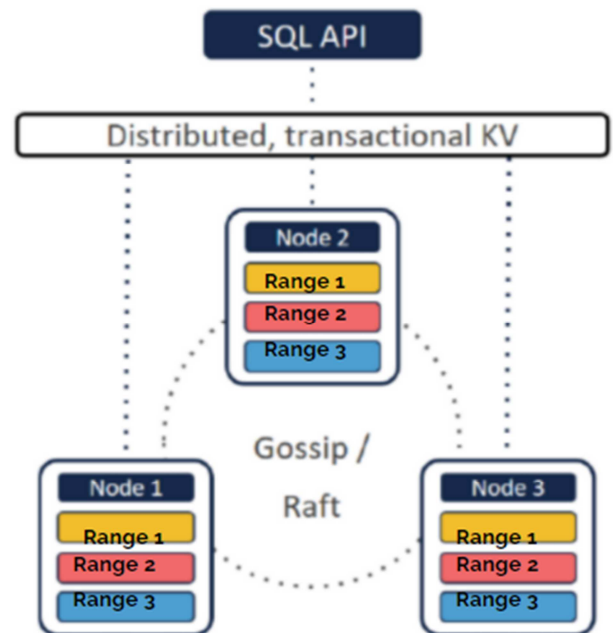 SQL API
Distributed, transactional KV
Node 2
Range 1
Range 2
Range 3
Gossip /
Raft
Node 1
Range 1
Range 2
Range 3
Node 3
Range 1
Range 2
Range 3